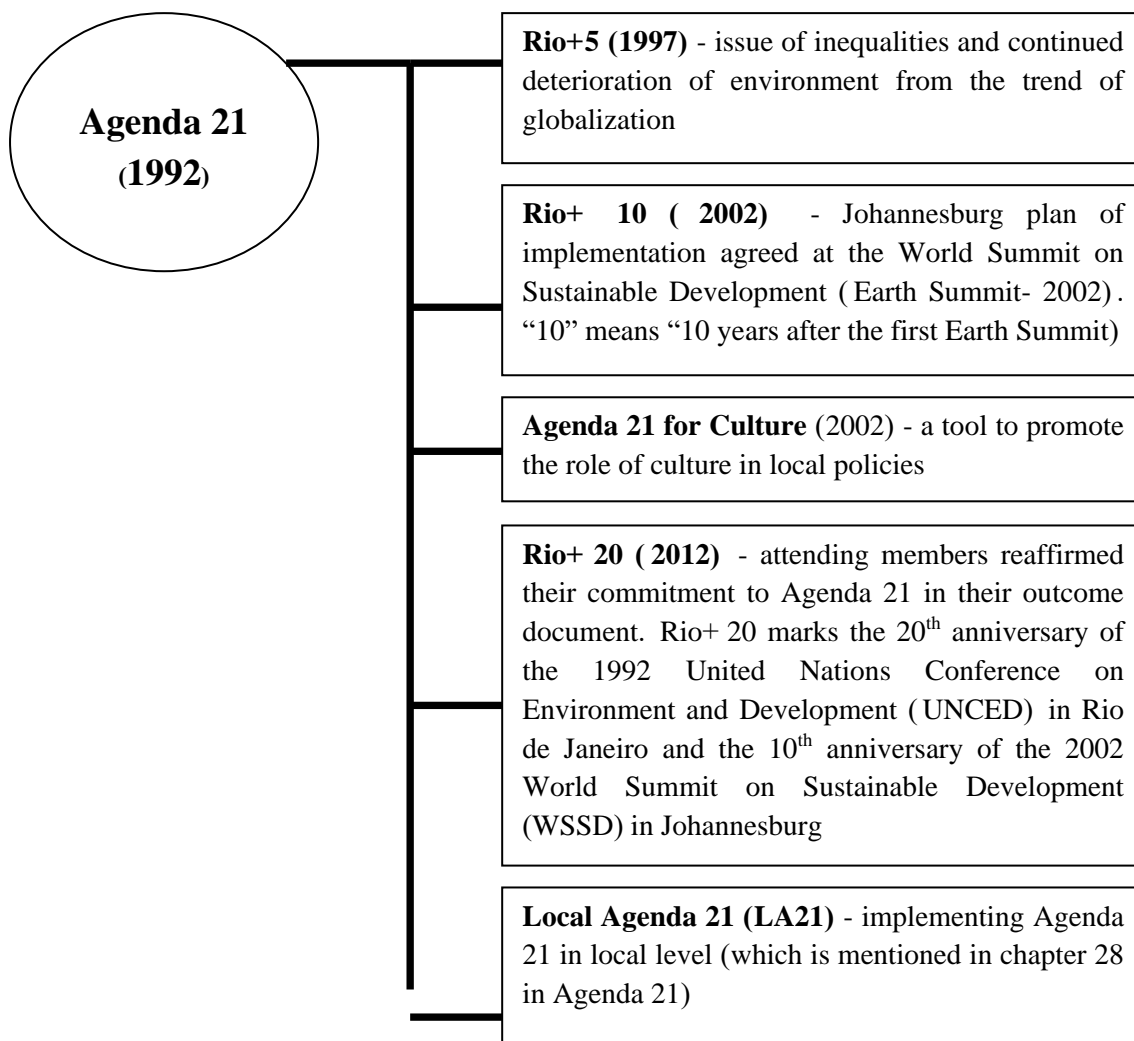 Agenda 21
(1992)
Rio+5 (1997) - issue of inequalities and continued
deterioration of environment from the trend of
globalization
Rio+ 10 ( 2002) - Johannesburg plan of
implementation agreed at the World Summit on
Sustainable Development ( Earth Summit- 2002) .
“10” means “10 years after the first Earth Summit)
Agenda 21 for Culture (2002) - a tool to promote
the role of culture in local policies
Rio+ 20 ( 2012) - attending members reaffirmed
their commitment to Agenda 21 in their outcome
document. Rio+ 20 marks the 20th anniversary of
the 1992 United Nations Conference on
Environment and Development ( UNCED) in Rio
de Janeiro and the 10th anniversary of the 2002
World Summit on Sustainable Development
(WSSD) in Johannesburg
Local Agenda 21 (LA21) - implementing Agenda
21 in local level (which is mentioned in chapter 28
in Agenda 21)